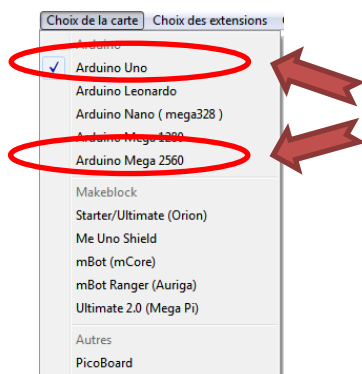 Choix de la carte Choix des extensions
Arduino
Arduino Uno
Arduino Leonardo
Arduino Nano ( mega328 )
Arduino Mega 1280
Arduino Mega 2560
Makeblock
Starter/Ultimate (Orion)
Me Uno Shield
mBot (mCore)
mBot Ranger (Auriga)
Ultimate 2.0 (Mega Pi)
Autres
PicoBoard